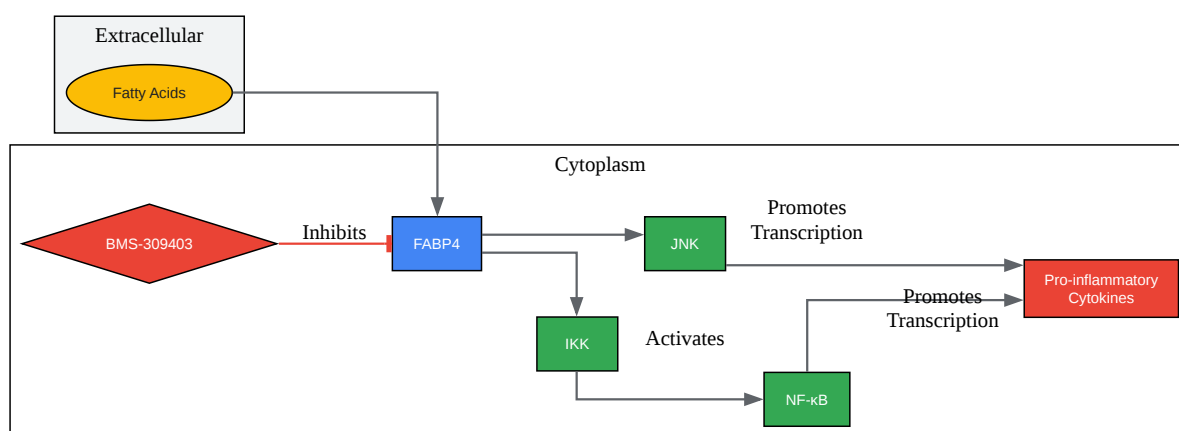 Extracellular
Fatty Acids
Cytoplasm
BMS-309403
Inhibits
FABP4
JNK
Promotes
Transcription
Pro-inflammatory
Cytokines
Promotes
Transcription
IKK
Activates
NF-κB